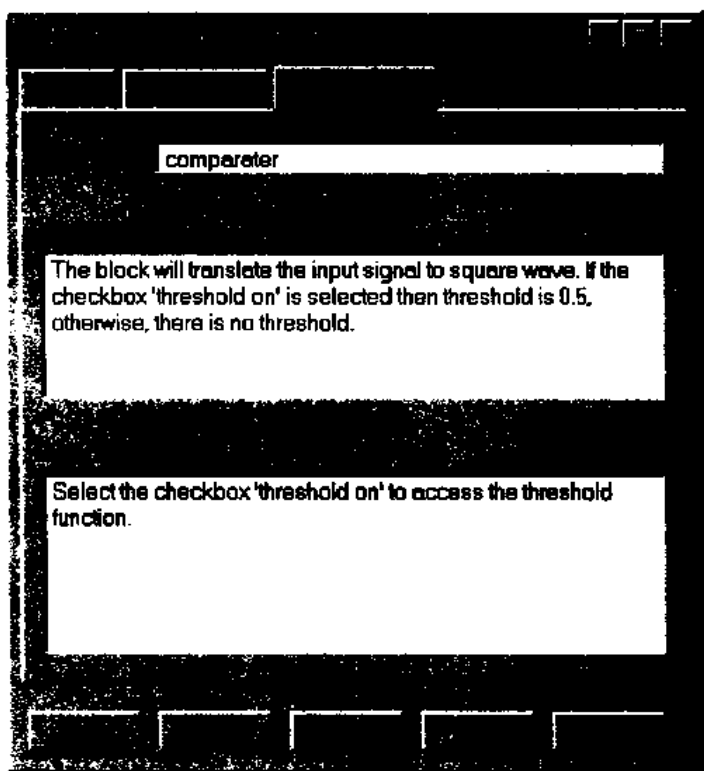 comparater
The block will translate the input signal to square wave. If the
checkbox 'threshold on' is selected then threshold is 0.5,
otherwise, there is no threshold.
Select the checkbox 'threshold on' to access the threshold
function.